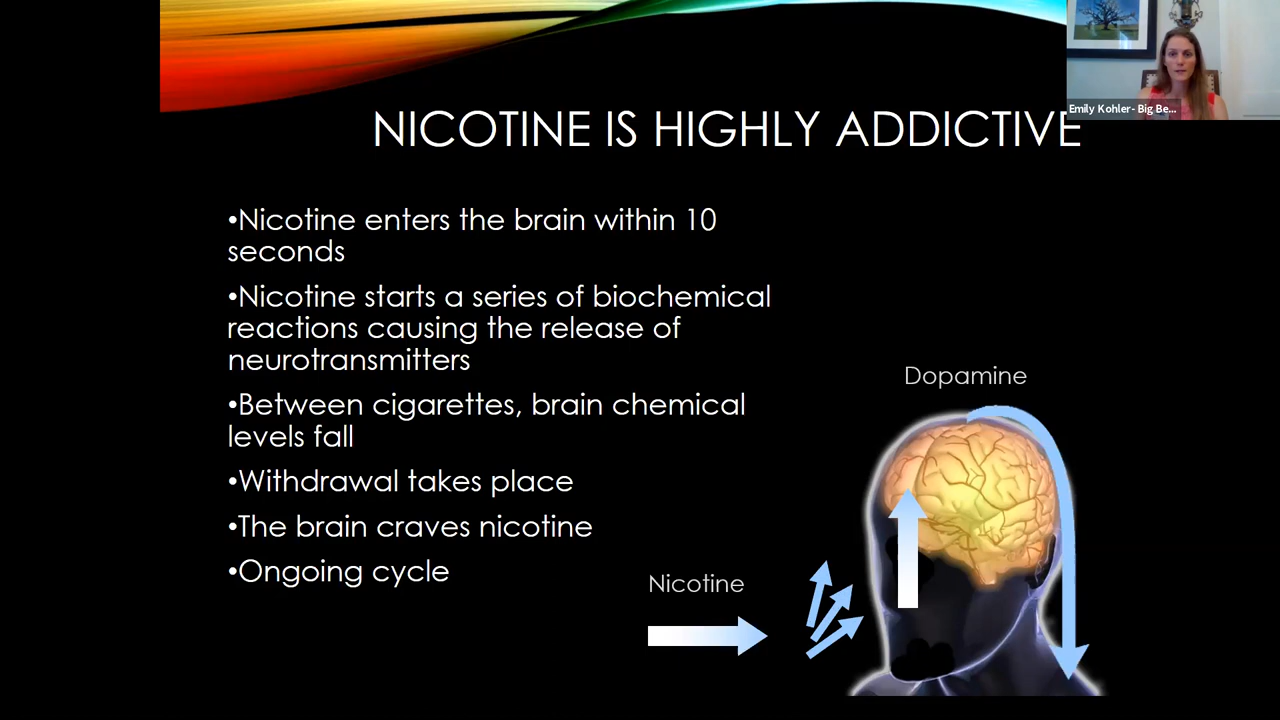 Emily Kohler- Big Be...
NICOTINE IS HIGHLY ADDICTIVE
•Nicotine enters the brain within 10
seconds
•Nicotine starts a series of biochemical
reactions causing the release of
neurotransmitters
•Between cigarettes, brain chemical
levels fall
•Withdrawal takes place
•The brain craves nicotine
•Ongoing cycle
Dopamine
Nicotine